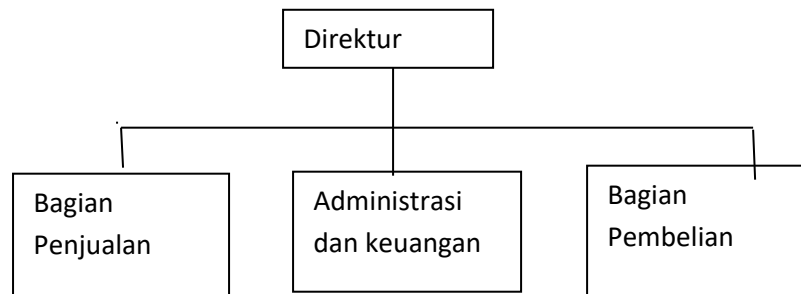 Direktur
Bagian
Penjualan
Administrasi
dan keuangan
Bagian
Pembelian